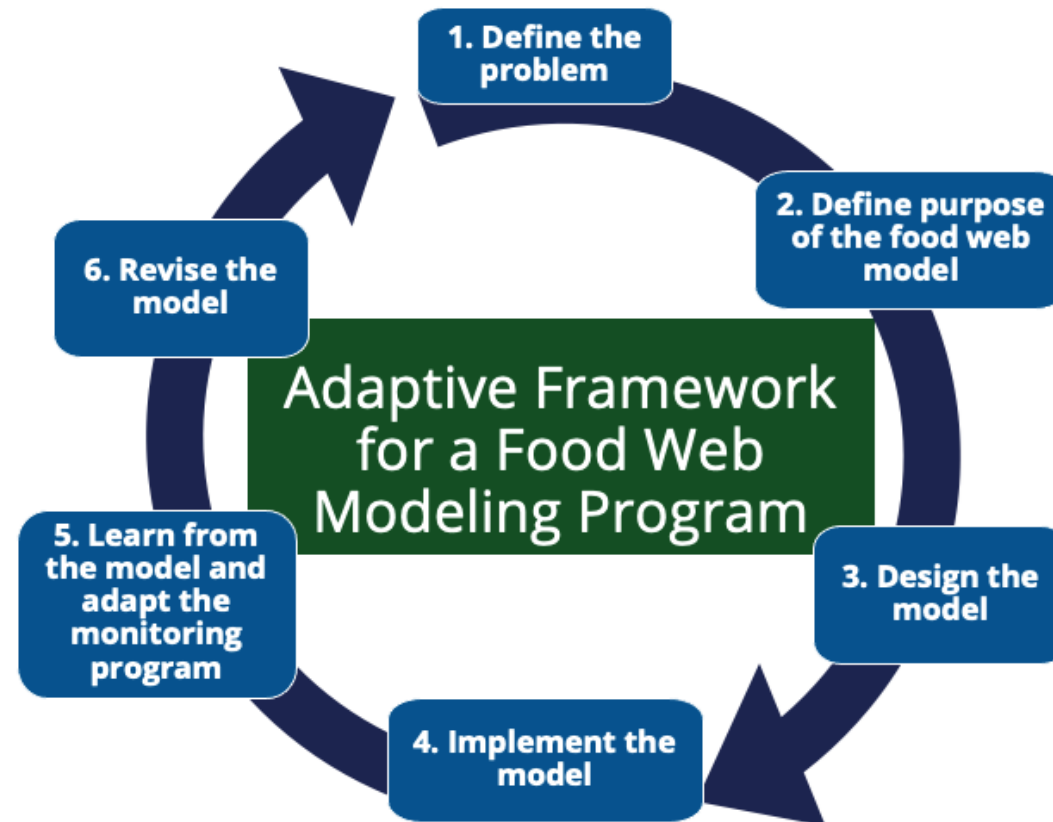 1. Define the
problem
2. Define purpose
of the food web
model
6. Revise the
model
Adaptive Framework
for a Food Web
Modeling Program
5. Learn from
the model and
adapt the
monitoring
program
3. Design the
model
4. Implement the
model